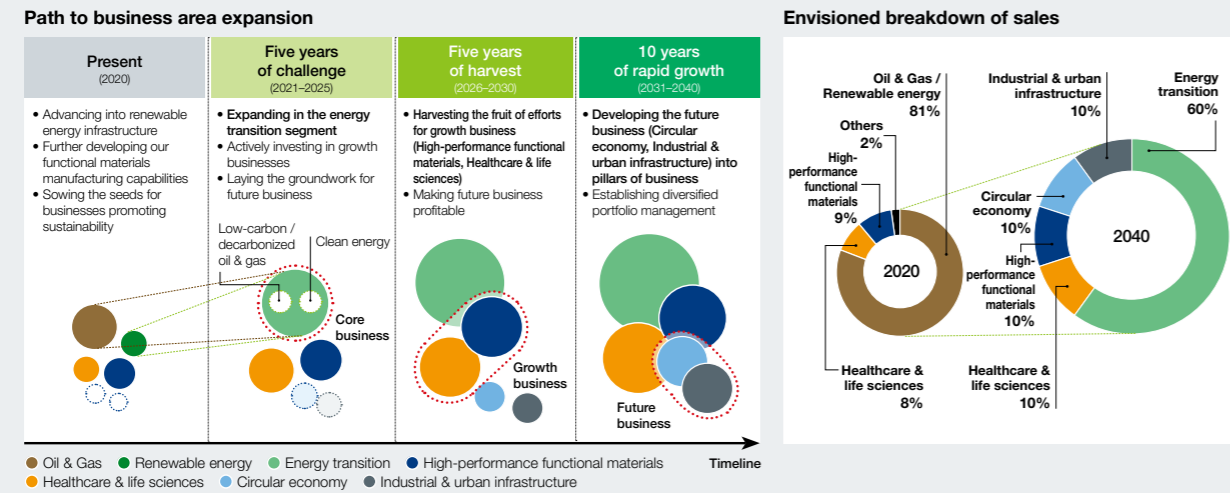 Path to business area expansion
Present
(2020)
• Advancing into renewable
energy infrastructure
• Further developing our
functional materials
manufacturing capabilities
• Sowing the seeds for
businesses promoting
sustainability
Five years
of challenge
(2021–2025)
• Expanding in the energy
transition segment
• Actively investing in growth
businesses
• Laying the groundwork for
future business
Low-carbon /
decarbonized
oil & gas
Clean energy
Core
business
Five years
of harvest
(2026–2030)
• Harvesting the fruit of efforts
for growth business
(High-performance functional
materials, Healthcare & life
sciences)
• Making future business
profitable
Growth
business
10 years
of rapid growth
(2031–2040)
• Developing the future
business (Circular
economy, Industrial &
urban infrastructure) into
pillars of business
• Establishing diversified
portfolio management
Future
business
Oil & Gas
Renewable energy
Energy transition
High-performance functional materials
Timeline
Healthcare & life sciences
Circular economy
Industrial & urban infrastructure
Envisioned breakdown of sales
Oil & Gas /
Renewable energy
81%
Others
2%
High-
performance
functional
materials
9%
2020
Healthcare &
life sciences
8%
Industrial & urban
infrastructure
10%
Energy
transition
60%
Circular
economy
10%
High-
performance
functional
materials
10%
2040
Healthcare &
life sciences
10%